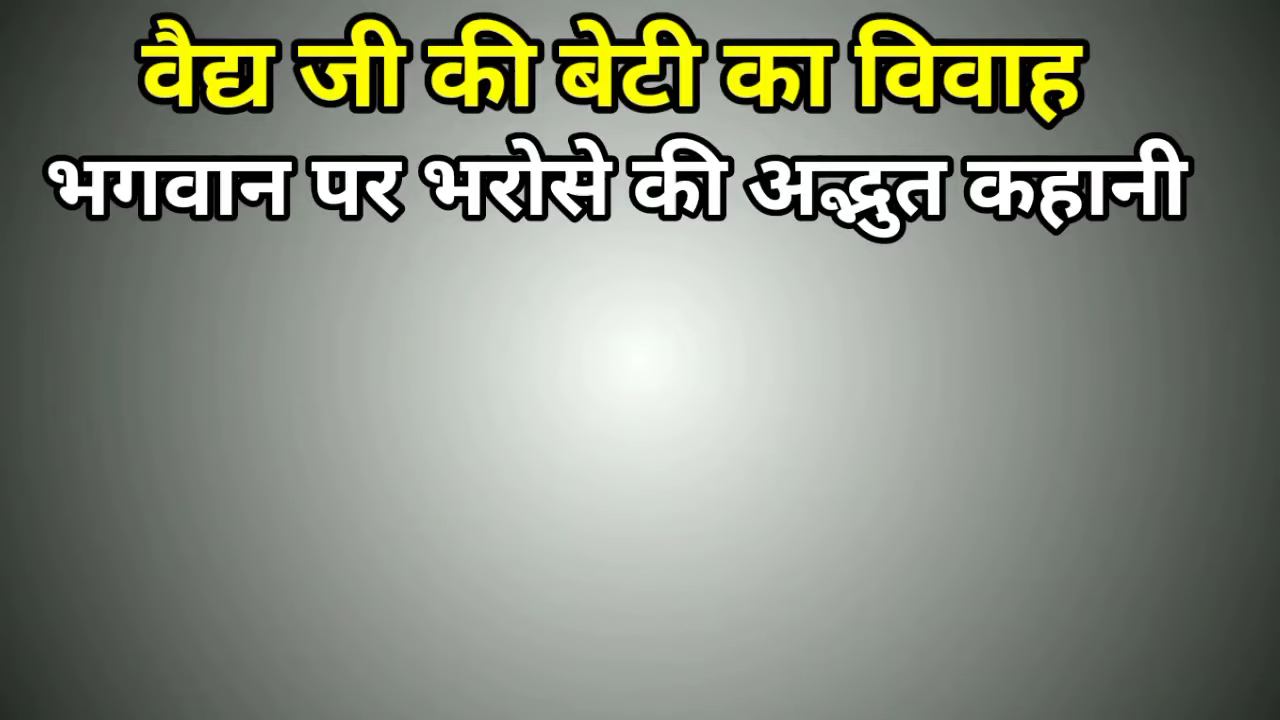 वैद्य जी की बेटी का विवाह
भगवान पर भरोसे की अद्भुत कहानी